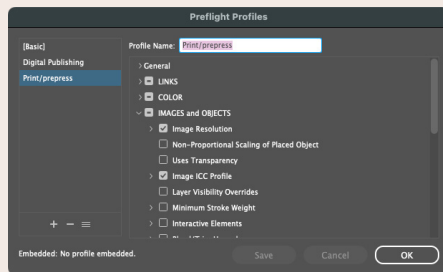 Preflight Profiles
[Basic]
Digital Publishing
Print/prepress
Profile Name: Print/prepress
General
LINKS
COLOR
IMAGES and OBJECTS
Image Resolution
Non-Proportional Scaling of Placed Object
Uses Transparency
Image ICC Profile
Layer Visibility Overrides
Minimum Stroke Weight
Interactive Elements
Embedded: No profile embedded.
Save
Cancel
OK